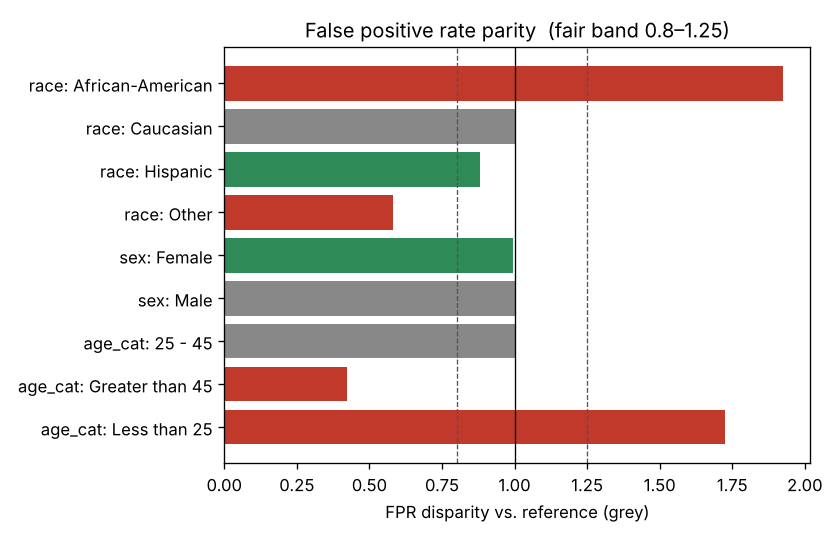 False positive rate parity  (fair band 0.8–1.25)
race: African-American
race: Caucasian
race: Hispanic
race: Other
sex: Female
sex: Male
age_cat: 25 - 45
age_cat: Greater than 45
age_cat: Less than 25
0.00 0.25 0.50 0.75 1.00 1.25 1.50 1.75 2.00
FPR disparity vs. reference (grey)